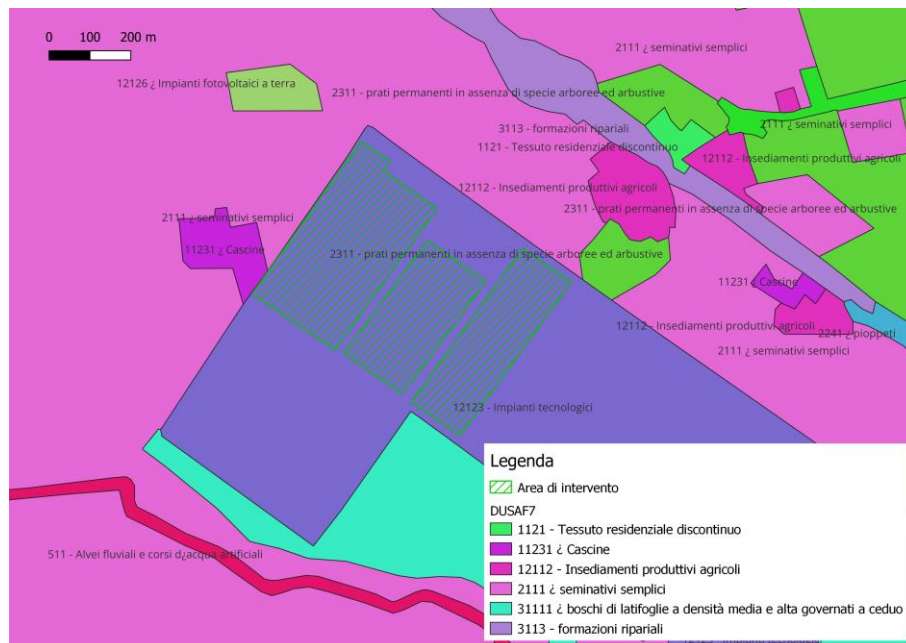 0 100 200 m
2111 ¿ seminativi semplici
12126 ¿ Impianti fotovoltaici a terra
2311 - prati permanenti in assenza di specie arboree ed arbustive
2111 ¿ seminativi semplici
3113 - formazioni ripariali
1121 - Tessuto residenziale discontinuo
12112 - Insediamenti produttivi agricoli
12112 - Insediamenti produttivi agricoli
2311 - prati permanenti in assenza di specie arboree ed arbustive
2111 ¿ seminativi semplici
11231 ¿ Cascine
2311 - prati permanenti in assenza di specie arboree ed arbustive
11231 ¿ Cascine
12112 - Insediamenti produttivi agricoli
2241 ¿ pioppeti
2111 ¿ seminativi semplici
12123 - Impianti tecnologici
511 - Alvei fluviali e corsi d¿acqua artificiali
Legenda
Area di intervento
DUSAF7
1121 - Tessuto residenziale discontinuo
11231 ¿ Cascine
12112 - Insediamenti produttivi agricoli
2111 ¿ seminativi semplici
31111 ¿ boschi di latifoglie a densità media e alta governati a ceduo
3113 - formazioni ripariali